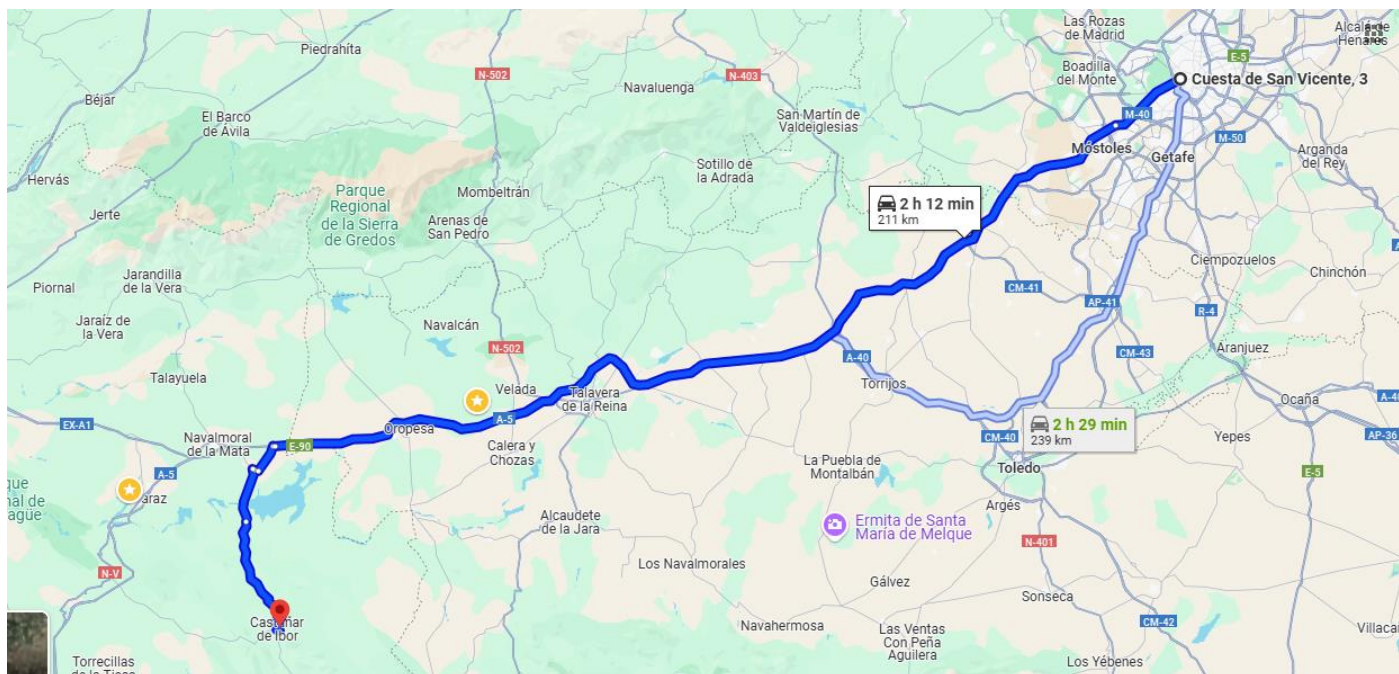 Las Rozas
de Madrid
Alcalá de
Henares
E-5
Piedrahíta
N-502
N-403
Boadilla
del Monte
Cuesta de San Vicente, 3
Navaluenga
Béjar
El Barco
de Ávila
San Martín de
Valdeiglesias
M-40
M-50
Móstoles
Getafe
Arganda
del Rey
Sotillo de
la Adrada
Hervás
Parque
Regional
de la Sierra
de Gredos
Mombeltrán
Jerte
Arenas de
San Pedro
2 h 12 min
211 km
Ciempozuelos
Chinchón
Jarandilla
de la Vera
Piornal
CM-41
AP-41
R-4
Jaraíz de
la Vera
Navalcán
N-502
CM-43
Aranjuez
A-40
Talayuela
Velada
Talavera
de la Reina
Torrijos
Ocaña
A-40
EX-A1
A-5
Oropesa
2 h 29 min
239 km
AP-36
Navalmoral
de la Mata
E-90
Calera y
Chozas
CM-40
Yepes
La Puebla de
Montalbán
Toledo
E-5
A-5
araz
que
nal de
agüe
Alcaudete
de la Jara
Argés
Ermita de Santa
María de Melque
N-401
Los Navalmorales
N-V
Gálvez
Sonseca
Castañar
de Ibor
Navahermosa
Las Ventas
Con Peña
Aguilera
CM-42
Villaca
Los Yébenes
Torrecillas